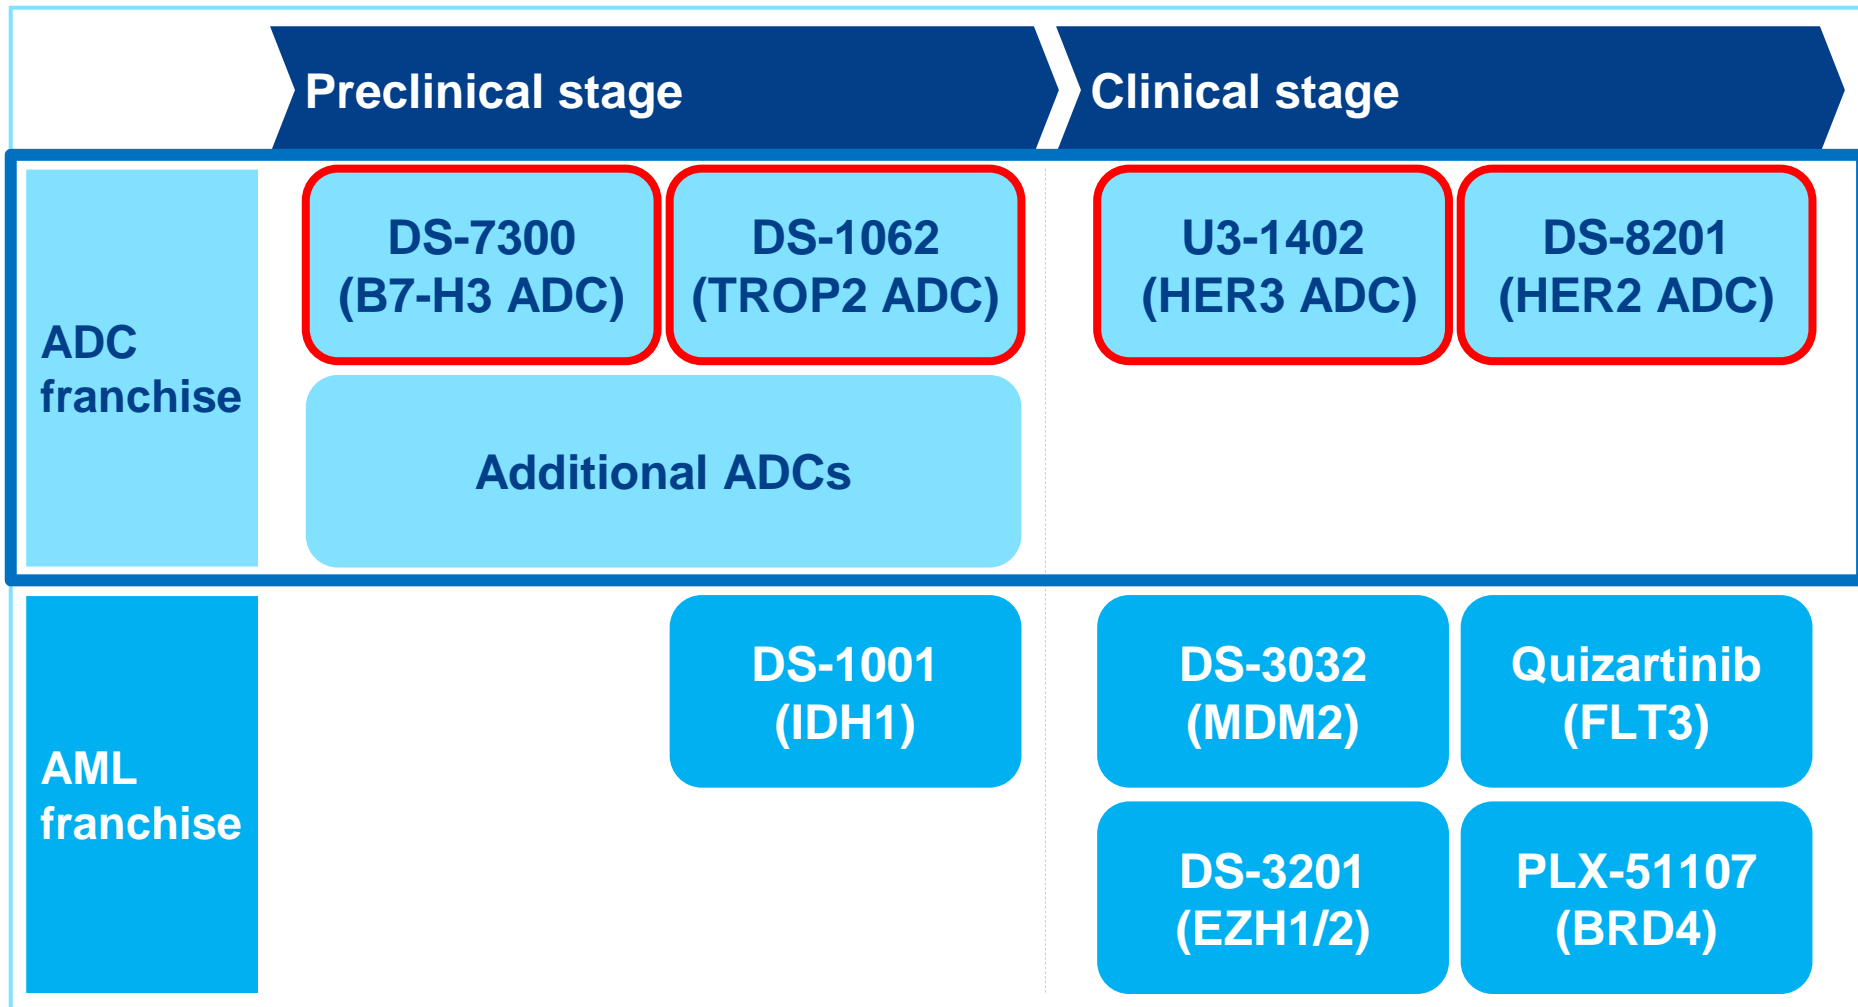 Preclinical stage
Clinical stage
ADC
franchise
DS-7300
(B7-H3 ADC)
DS-1062
(TROP2 ADC)
U3-1402
(HER3 ADC)
DS-8201
(HER2 ADC)
Additional ADCs
AML
franchise
DS-1001
(IDH1)
DS-3032
(MDM2)
Quizartinib
(FLT3)
DS-3201
(EZH1/2)
PLX-51107
(BRD4)